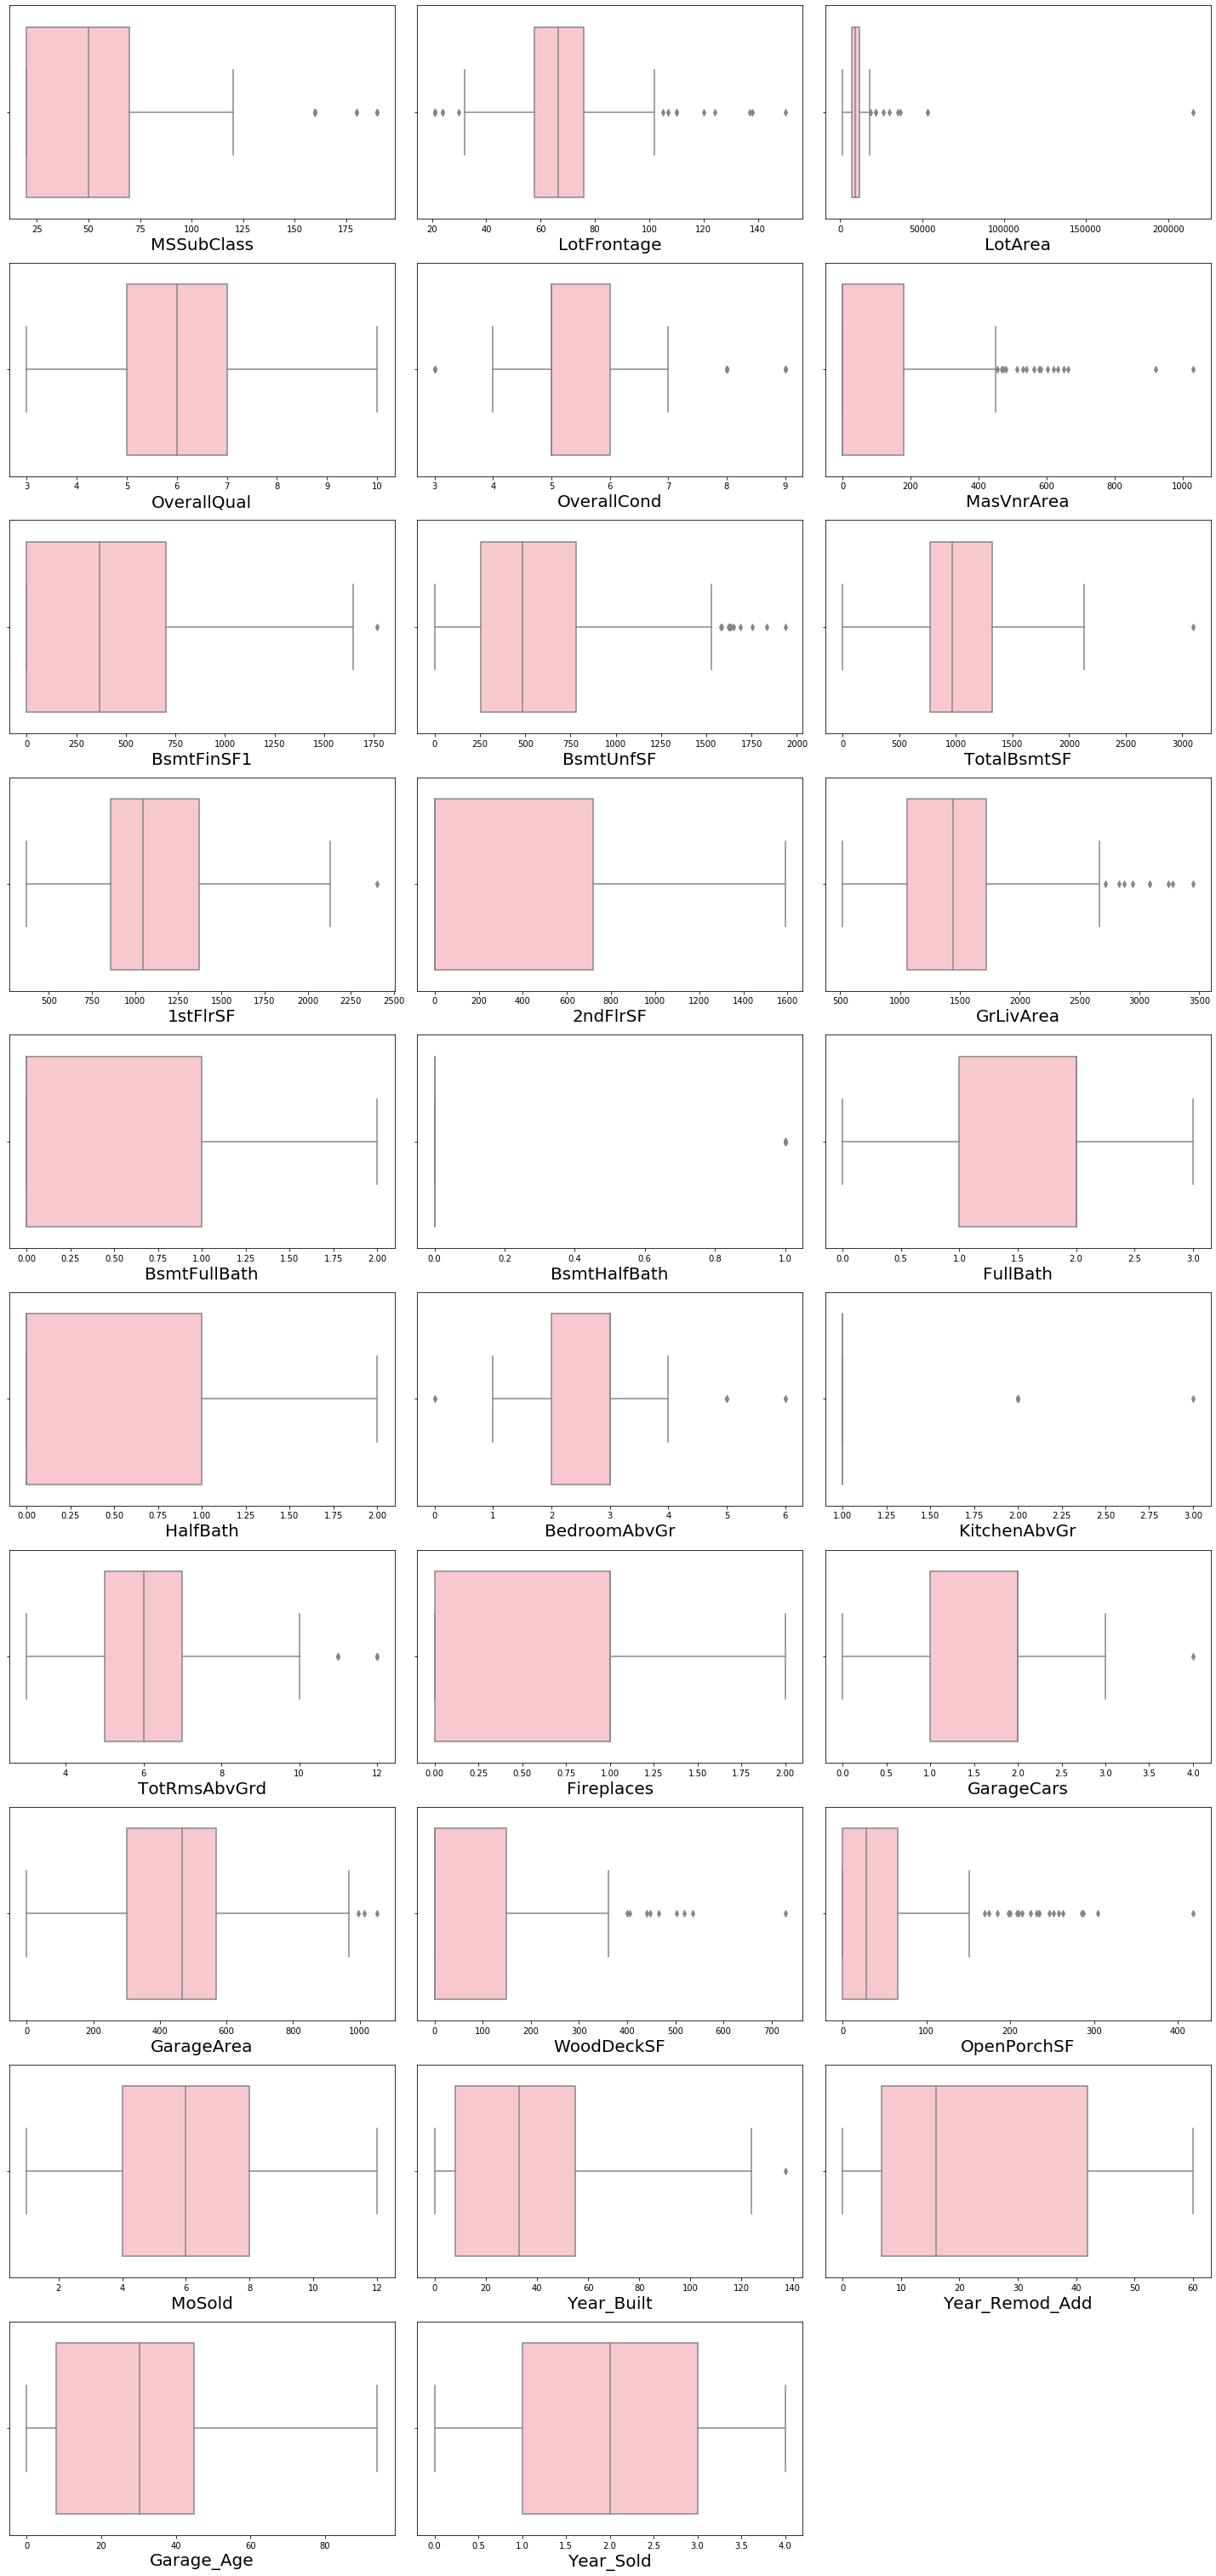 25 50 75 100 125 150 175
MSSubClass
20 40 60 80 100 120 140
LotFrontage
0 50000 100000 150000 200000
LotArea
3 4 5 6 7 8 9 10
OverallQual
3 4 5 6 7 8 9
OverallCond
0 200 400 600 800 1000
MasVnrArea
0 250 500 750 1000 1250 1500 1750
BsmtFinSF1
0 250 500 750 1000 1250 1500 1750 2000
BsmtUnfSF
0 500 1000 1500 2000 2500 3000
TotalBsmtSF
500 750 1000 1250 1500 1750 2000 2250 2500
1stFlrSF
0 200 400 600 800 1000 1200 1400 1600
2ndFlrSF
500 1000 1500 2000 2500 3000 3500
GrLivArea
0.00 0.25 0.50 0.75 1.00 1.25 1.50 1.75 2.00
BsmtFullBath
0.0 0.2 0.4 0.6 0.8 1.0
BsmtHalfBath
0.0 0.5 1.0 1.5 2.0 2.5 3.0
FullBath
0.00 0.25 0.50 0.75 1.00 1.25 1.50 1.75 2.00
HalfBath
0 1 2 3 4 5 6
BedroomAbvGr
1.00 1.25 1.50 1.75 2.00 2.25 2.50 2.75 3.00
KitchenAbvGr
4 6 8 10 12
TotRmsAbvGrd
0.00 0.25 0.50 0.75 1.00 1.25 1.50 1.75 2.00
Fireplaces
0.0 0.5 1.0 1.5 2.0 2.5 3.0 3.5 4.0
GarageCars
0 200 400 600 800 1000
GarageArea
0 100 200 300 400 500 600 700
WoodDeckSF
0 100 200 300 400
OpenPorchSF
2 4 6 8 10 12
MoSold
0 20 40 60 80 100 120 140
Year_Built
0 10 20 30 40 50 60
Year_Remod_Add
0 20 40 60 80
Garage_Age
0.0 0.5 1.0 1.5 2.0 2.5 3.0 3.5 4.0
Year_Sold